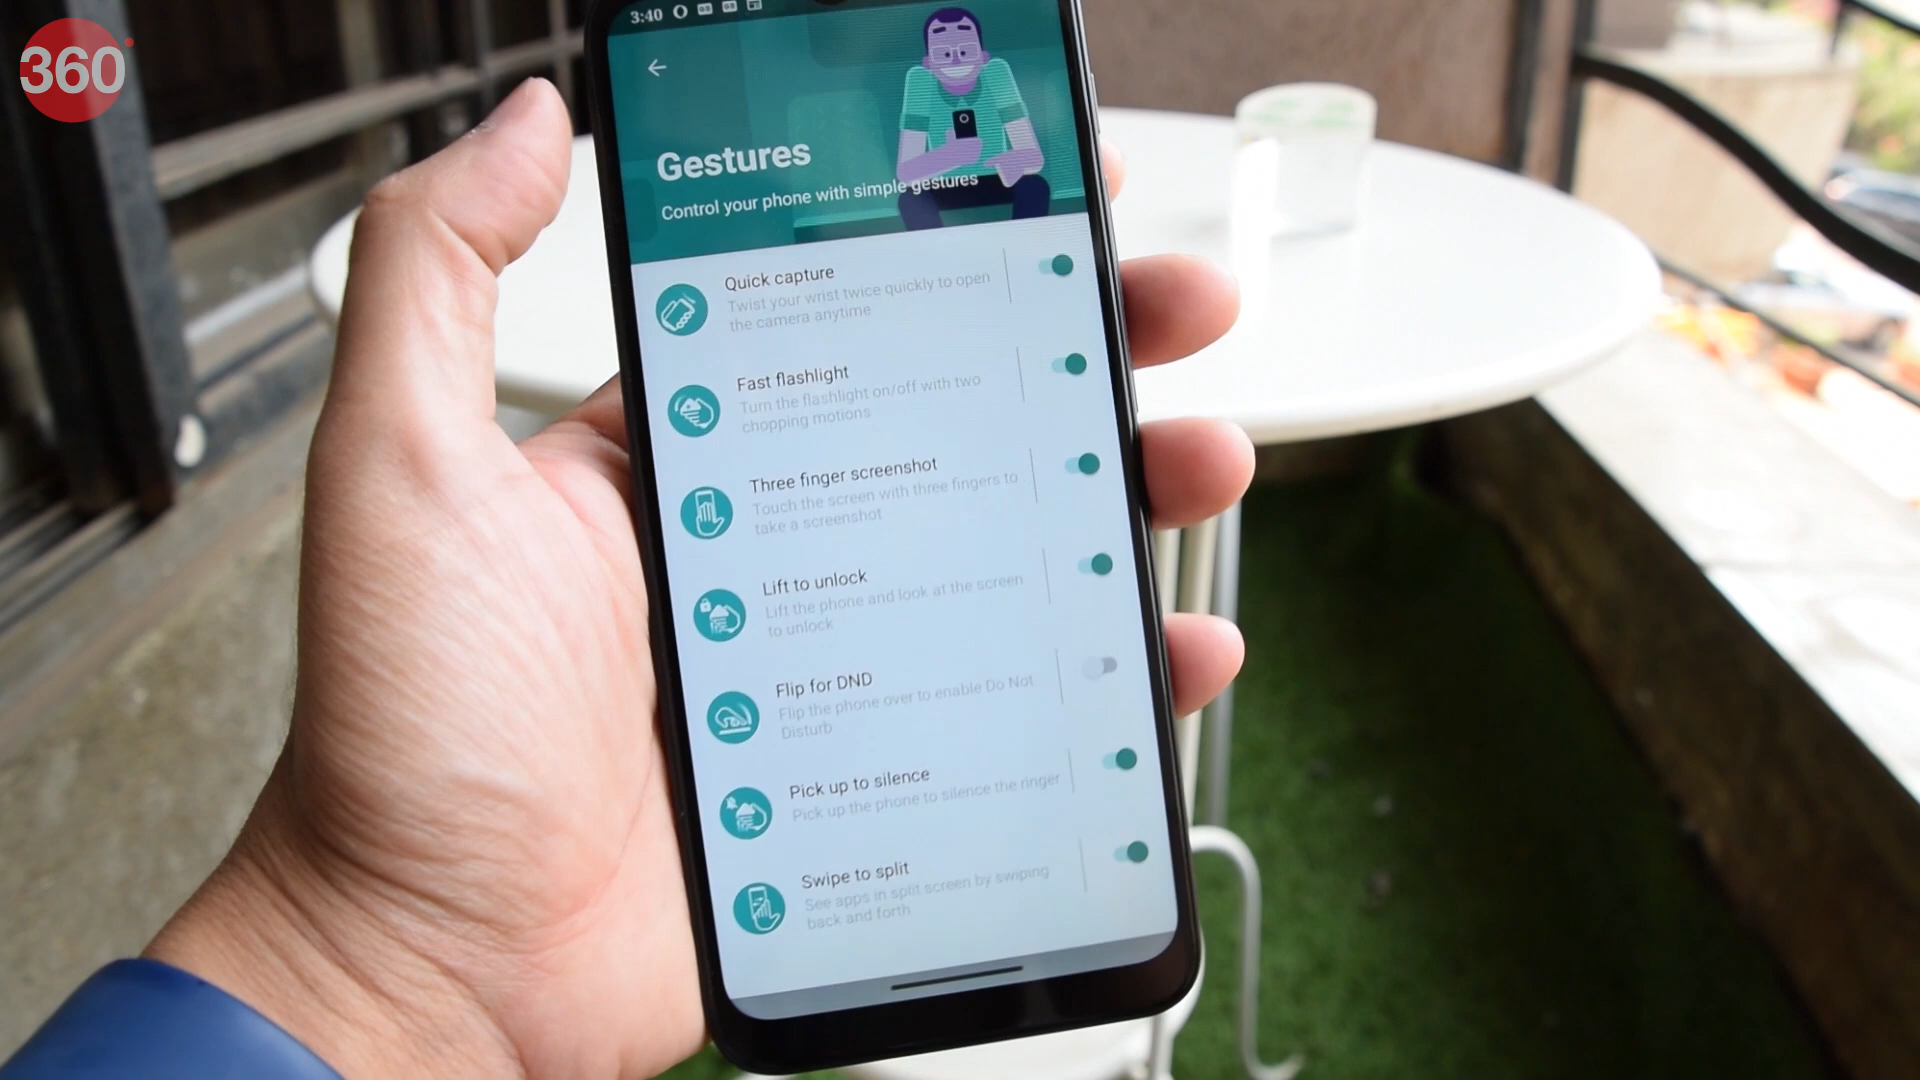 360
3:40
Gestures
Control your phone with simple gestures
Quick capture
Twist your wrist twice quickly to open
the camera anytime
Fast flashlight
Turn the flashlight on/off with two
chopping motions
Three finger screenshot
Touch the screen with three fingers to
take a screenshot
Lift to unlock
Lift the phone and look at the screen
to unlock
Flip for DND
Flip the phone over to enable Do Not
Disturb
Pick up to silence
Pick up the phone to silence the ringer
Swipe to split
See apps in split screen by swiping
back and forth